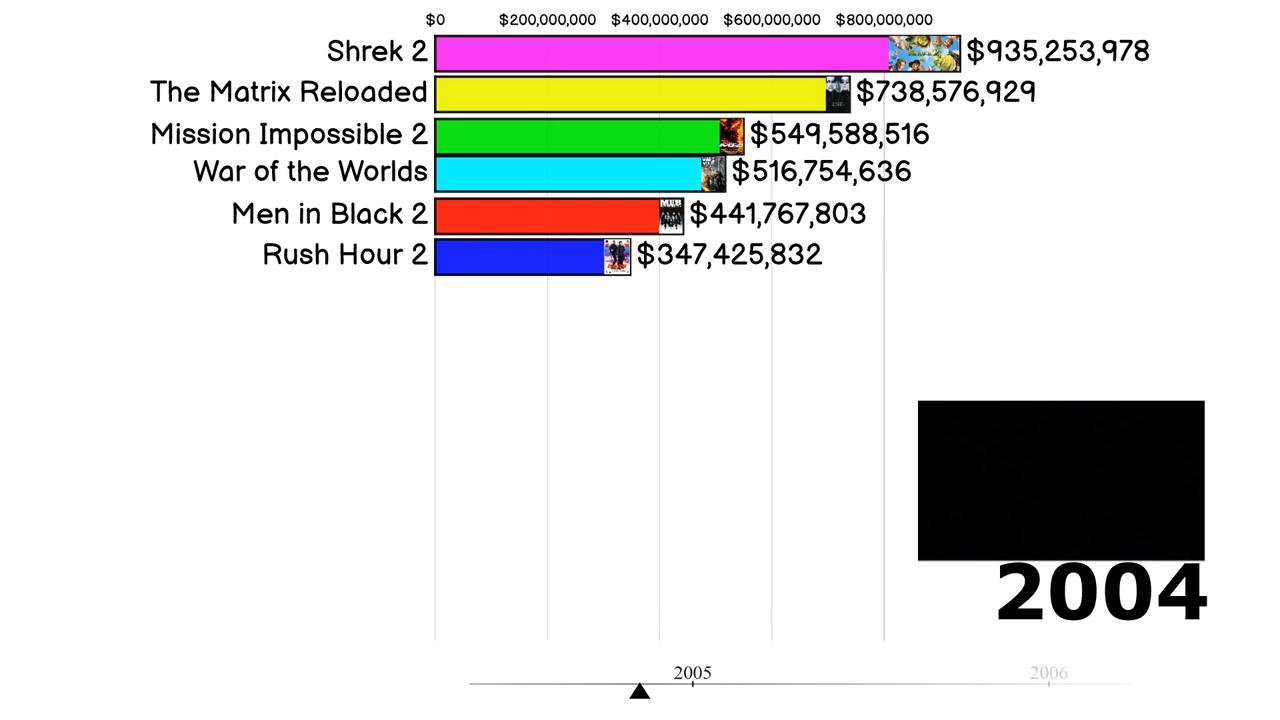 $0 $200,000,000 $400,000,000 $600,000,000 $800,000,000
Shrek 2 $935,253,978
The Matrix Reloaded $738,576,929
Mission Impossible 2 $549,588,516
War of the Worlds $516,754,636
Men in Black 2 $441,767,803
Rush Hour 2 $347,425,832
2004
2005 2006